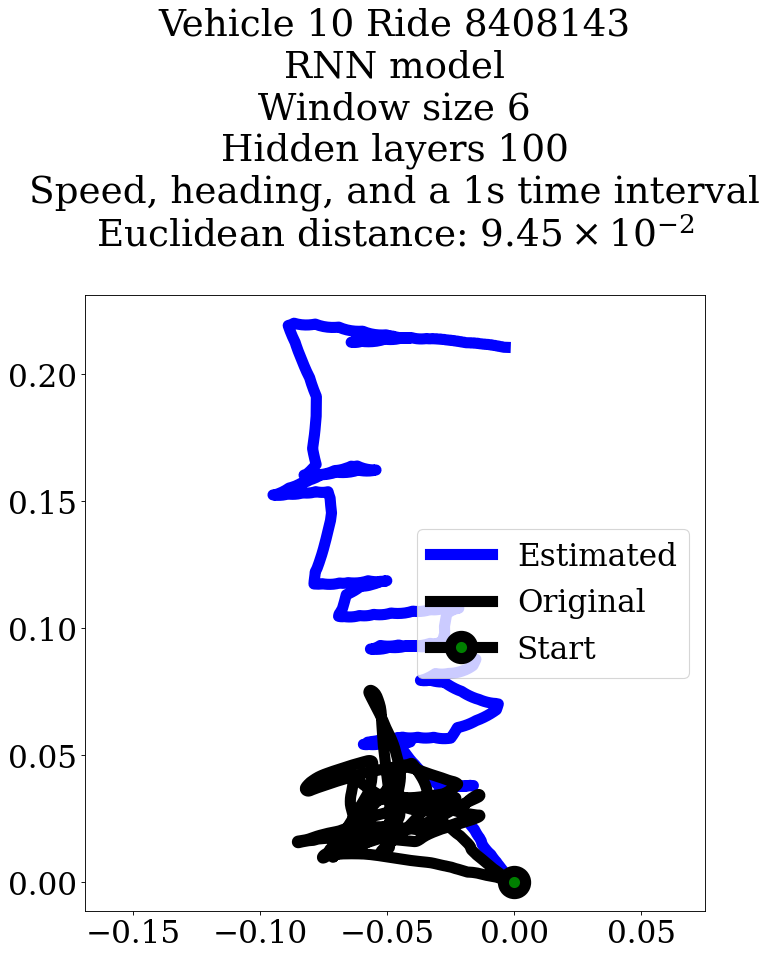 Vehicle 10 Ride 8408143
RNN model
Window size 6
Hidden layers 100
Speed, heading, and a 1s time interval
Euclidean distance: 9.45 × 10⁻²
0.20
0.15
0.10
0.05
0.00
Estimated
Original
Start
−0.15 −0.10 −0.05 0.00 0.05